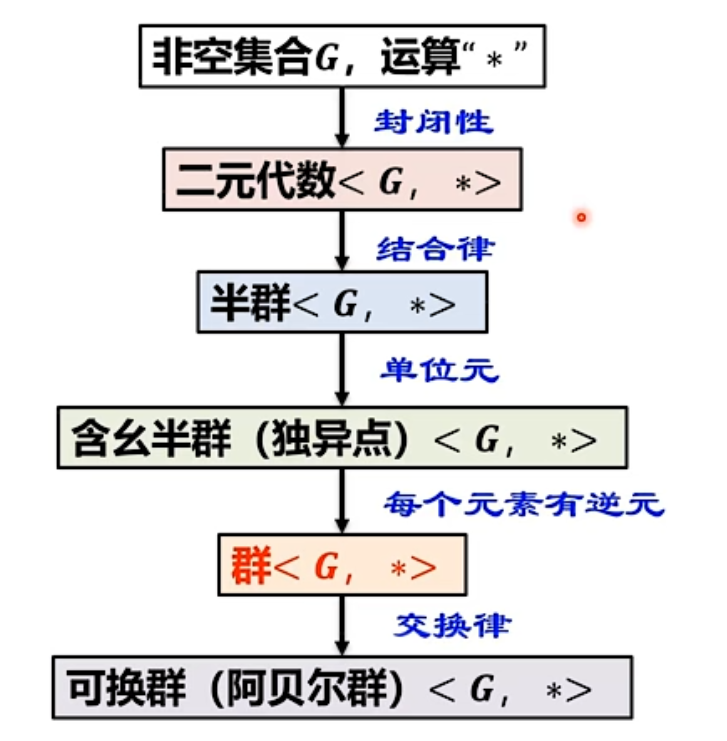 非空集合G，运算“*”
封闭性
二元代数<G，*>
结合律
半群<G，*>
单位元
含幺半群（独异点）<G，*>
每个元素有逆元
群<G，*>
交换律
可换群（阿贝尔群）<G，*>